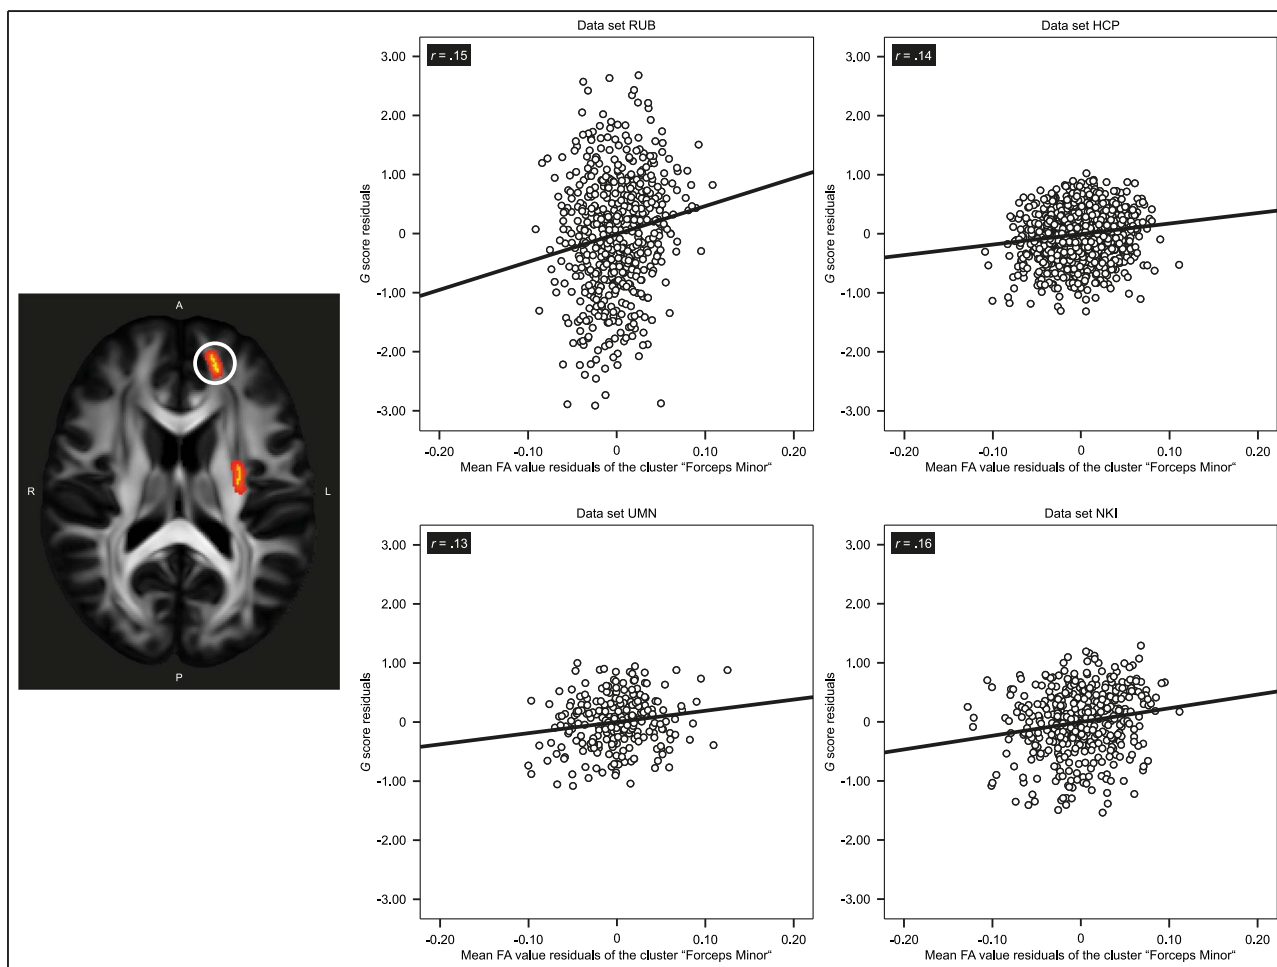 A
R
L
P
Data set RUB
r = .15
G score residuals
3.00
2.00
1.00
0
-1.00
-2.00
-3.00
-0.20 -0.10 0 0.10 0.20
Mean FA value residuals of the cluster “Forceps Minor“
Data set HCP
r = .14
G score residuals
3.00
2.00
1.00
0
-1.00
-2.00
-3.00
-0.20 -0.10 0 0.10 0.20
Mean FA value residuals of the cluster “Forceps Minor“
Data set UMN
r = .13
G score residuals
3.00
2.00
1.00
0
-1.00
-2.00
-3.00
-0.20 -0.10 0 0.10 0.20
Mean FA value residuals of the cluster “Forceps Minor“
Data set NKI
r = .16
G score residuals
3.00
2.00
1.00
0
-1.00
-2.00
-3.00
-0.20 -0.10 0 0.10 0.20
Mean FA value residuals of the cluster “Forceps Minor“